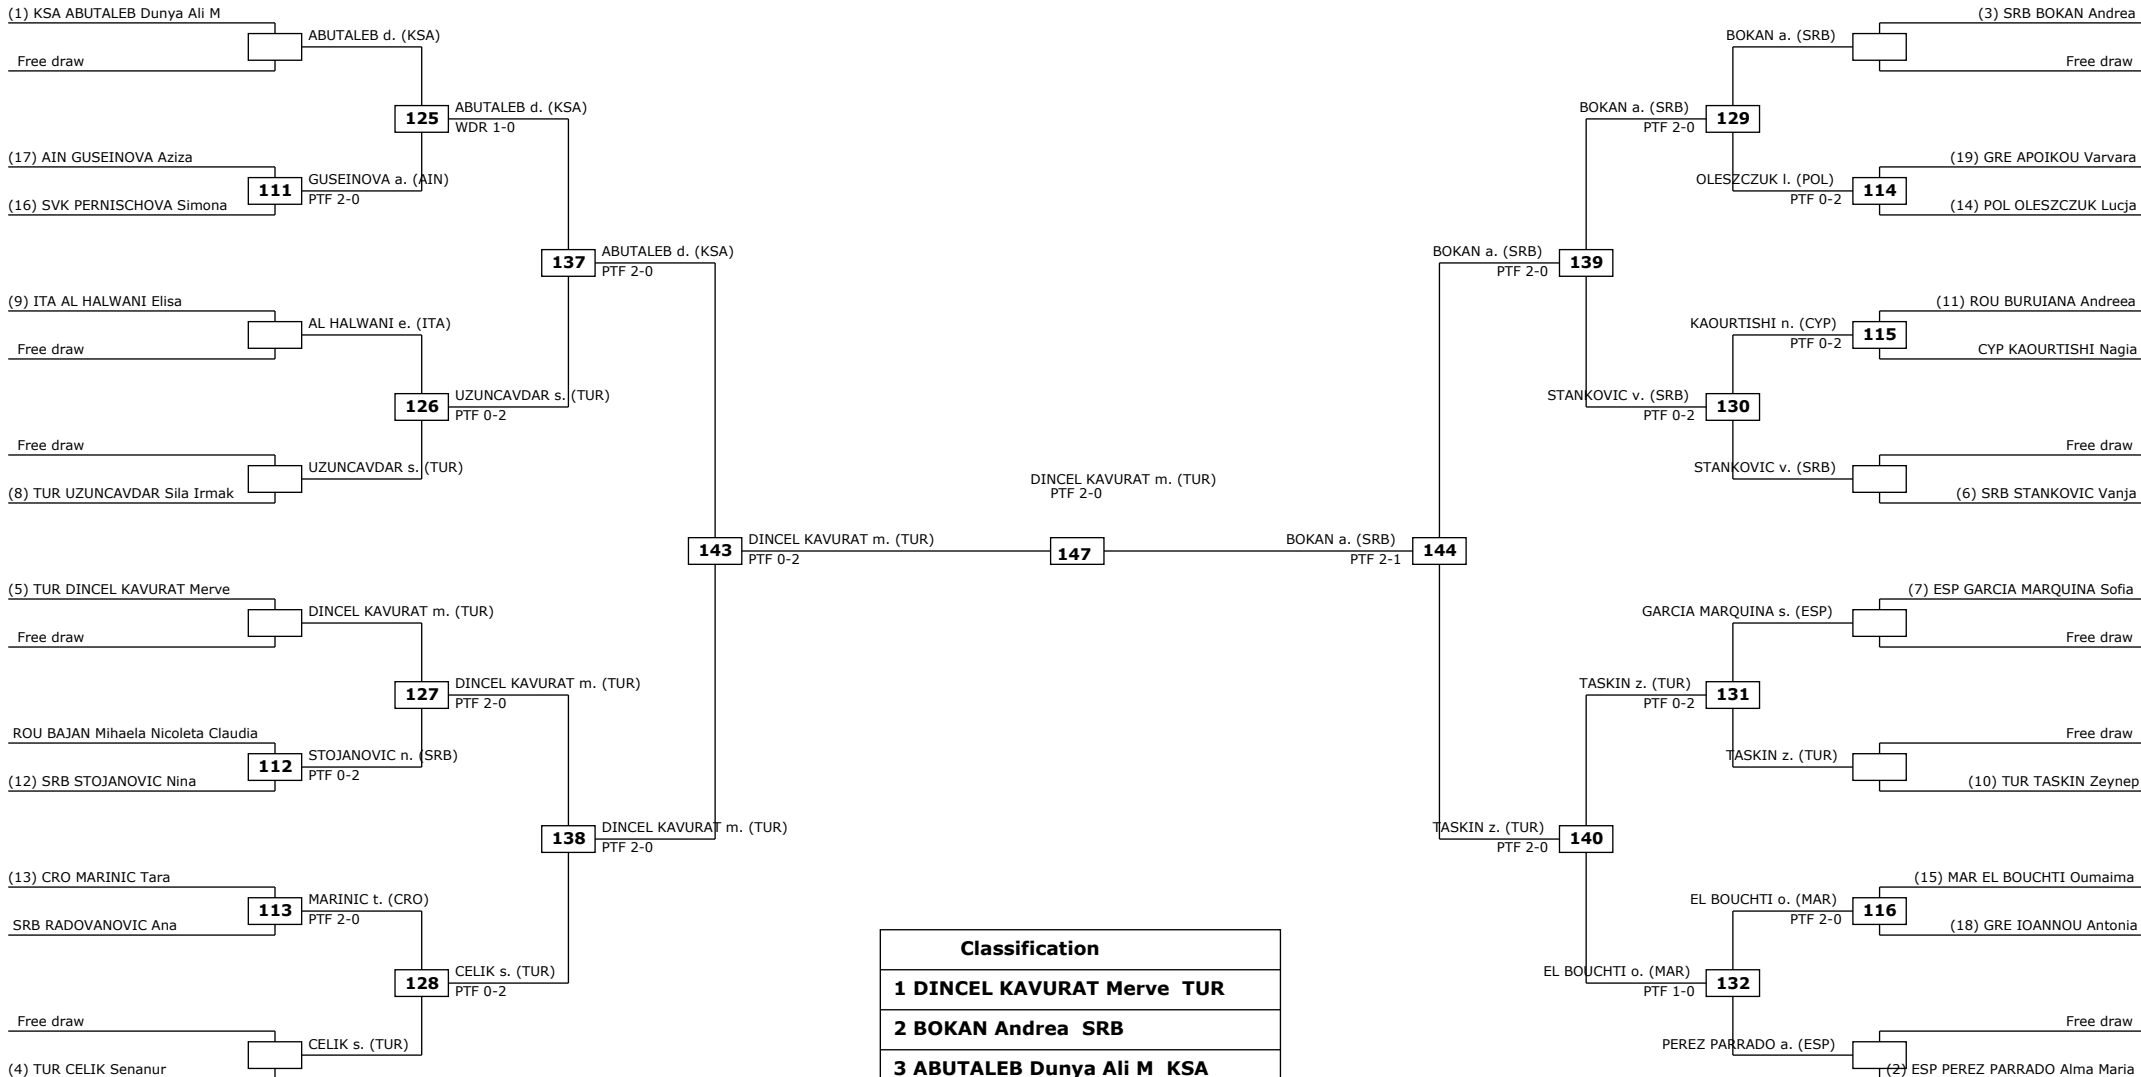 (1) KSA ABUTALEB Dunya Ali M
ABUTALEB d. (KSA)
Free draw
125
ABUTALEB d. (KSA)
WDR 1-0
(17) AIN GUSEINOVA Aziza
111
GUSEINOVA a. (AIN)
PTF 2-0
(16) SVK PERNISCHOVA Simona
137
ABUTALEB d. (KSA)
PTF 2-0
(9) ITA AL HALWANI Elisa
AL HALWANI e. (ITA)
Free draw
126
UZUNCAVDAR s. (TUR)
PTF 0-2
Free draw
UZUNCAVDAR s. (TUR)
(8) TUR UZUNCAVDAR Sila Irmak
143
DINCEL KAVURAT m. (TUR)
PTF 0-2
(5) TUR DINCEL KAVURAT Merve
DINCEL KAVURAT m. (TUR)
Free draw
127
DINCEL KAVURAT m. (TUR)
PTF 2-0
ROU BAJAN Mihaela Nicoleta Claudia
112
STOJANOVIC n. (SRB)
PTF 0-2
(12) SRB STOJANOVIC Nina
138
DINCEL KAVURAT m. (TUR)
PTF 2-0
(13) CRO MARINIC Tara
113
MARINIC t. (CRO)
PTF 2-0
SRB RADOVANOVIC Ana
128
CELIK s. (TUR)
PTF 0-2
Free draw
CELIK s. (TUR)
(4) TUR CELIK Senanur
DINCEL KAVURAT m. (TUR)
PTF 2-0
147
(3) SRB BOKAN Andrea
BOKAN a. (SRB)
Free draw
BOKAN a. (SRB)
PTF 2-0
129
(19) GRE APOIKOU Varvara
OLESZCZUK l. (POL)
PTF 0-2
114
(14) POL OLESZCZUK Lucja
BOKAN a. (SRB)
PTF 2-0
139
(11) ROU BURUIANA Andreea
KAOURTISHI n. (CYP)
PTF 0-2
115
CYP KAOURTISHI Nagia
STANKOVIC v. (SRB)
PTF 0-2
130
Free draw
STANKOVIC v. (SRB)
(6) SRB STANKOVIC Vanja
BOKAN a. (SRB)
PTF 2-1
144
(7) ESP GARCIA MARQUINA Sofia
GARCIA MARQUINA s. (ESP)
Free draw
TASKIN z. (TUR)
PTF 0-2
131
Free draw
TASKIN z. (TUR)
(10) TUR TASKIN Zeynep
TASKIN z. (TUR)
PTF 2-0
140
(15) MAR EL BOUCHTI Oumaima
EL BOUCHTI o. (MAR)
PTF 2-0
116
(18) GRE IOANNOU Antonia
EL BOUCHTI o. (MAR)
PTF 1-0
132
Free draw
PEREZ PARRADO a. (ESP)
(2) ESP PEREZ PARRADO Alma Maria
Classification
1 DINCEL KAVURAT Merve TUR
2 BOKAN Andrea SRB
3 ABUTALEB Dunya Ali M KSA